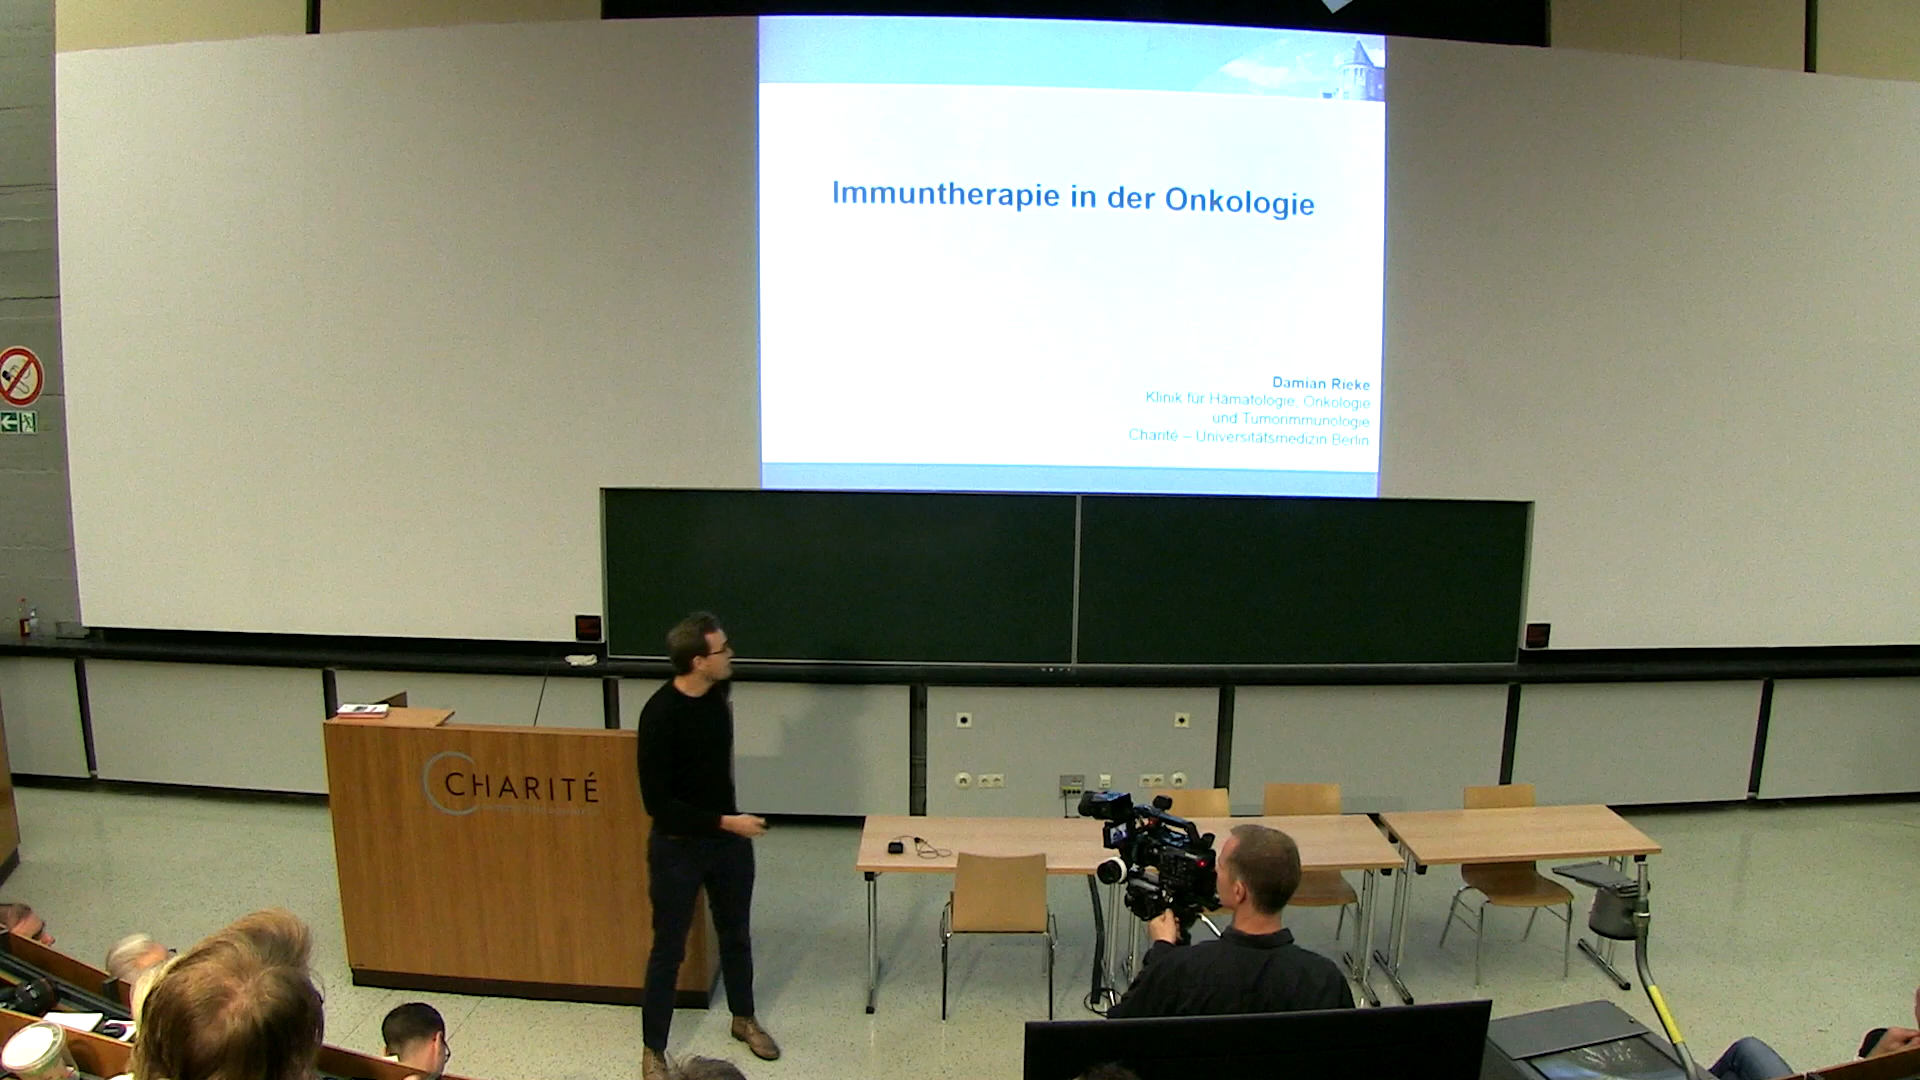 Immuntherapie in der Onkologie
Damian Rieke
Klinik für Hämatologie, Onkologie
und Tumorimmunologie
Charité – Universitätsmedizin Berlin
CHARITÉ